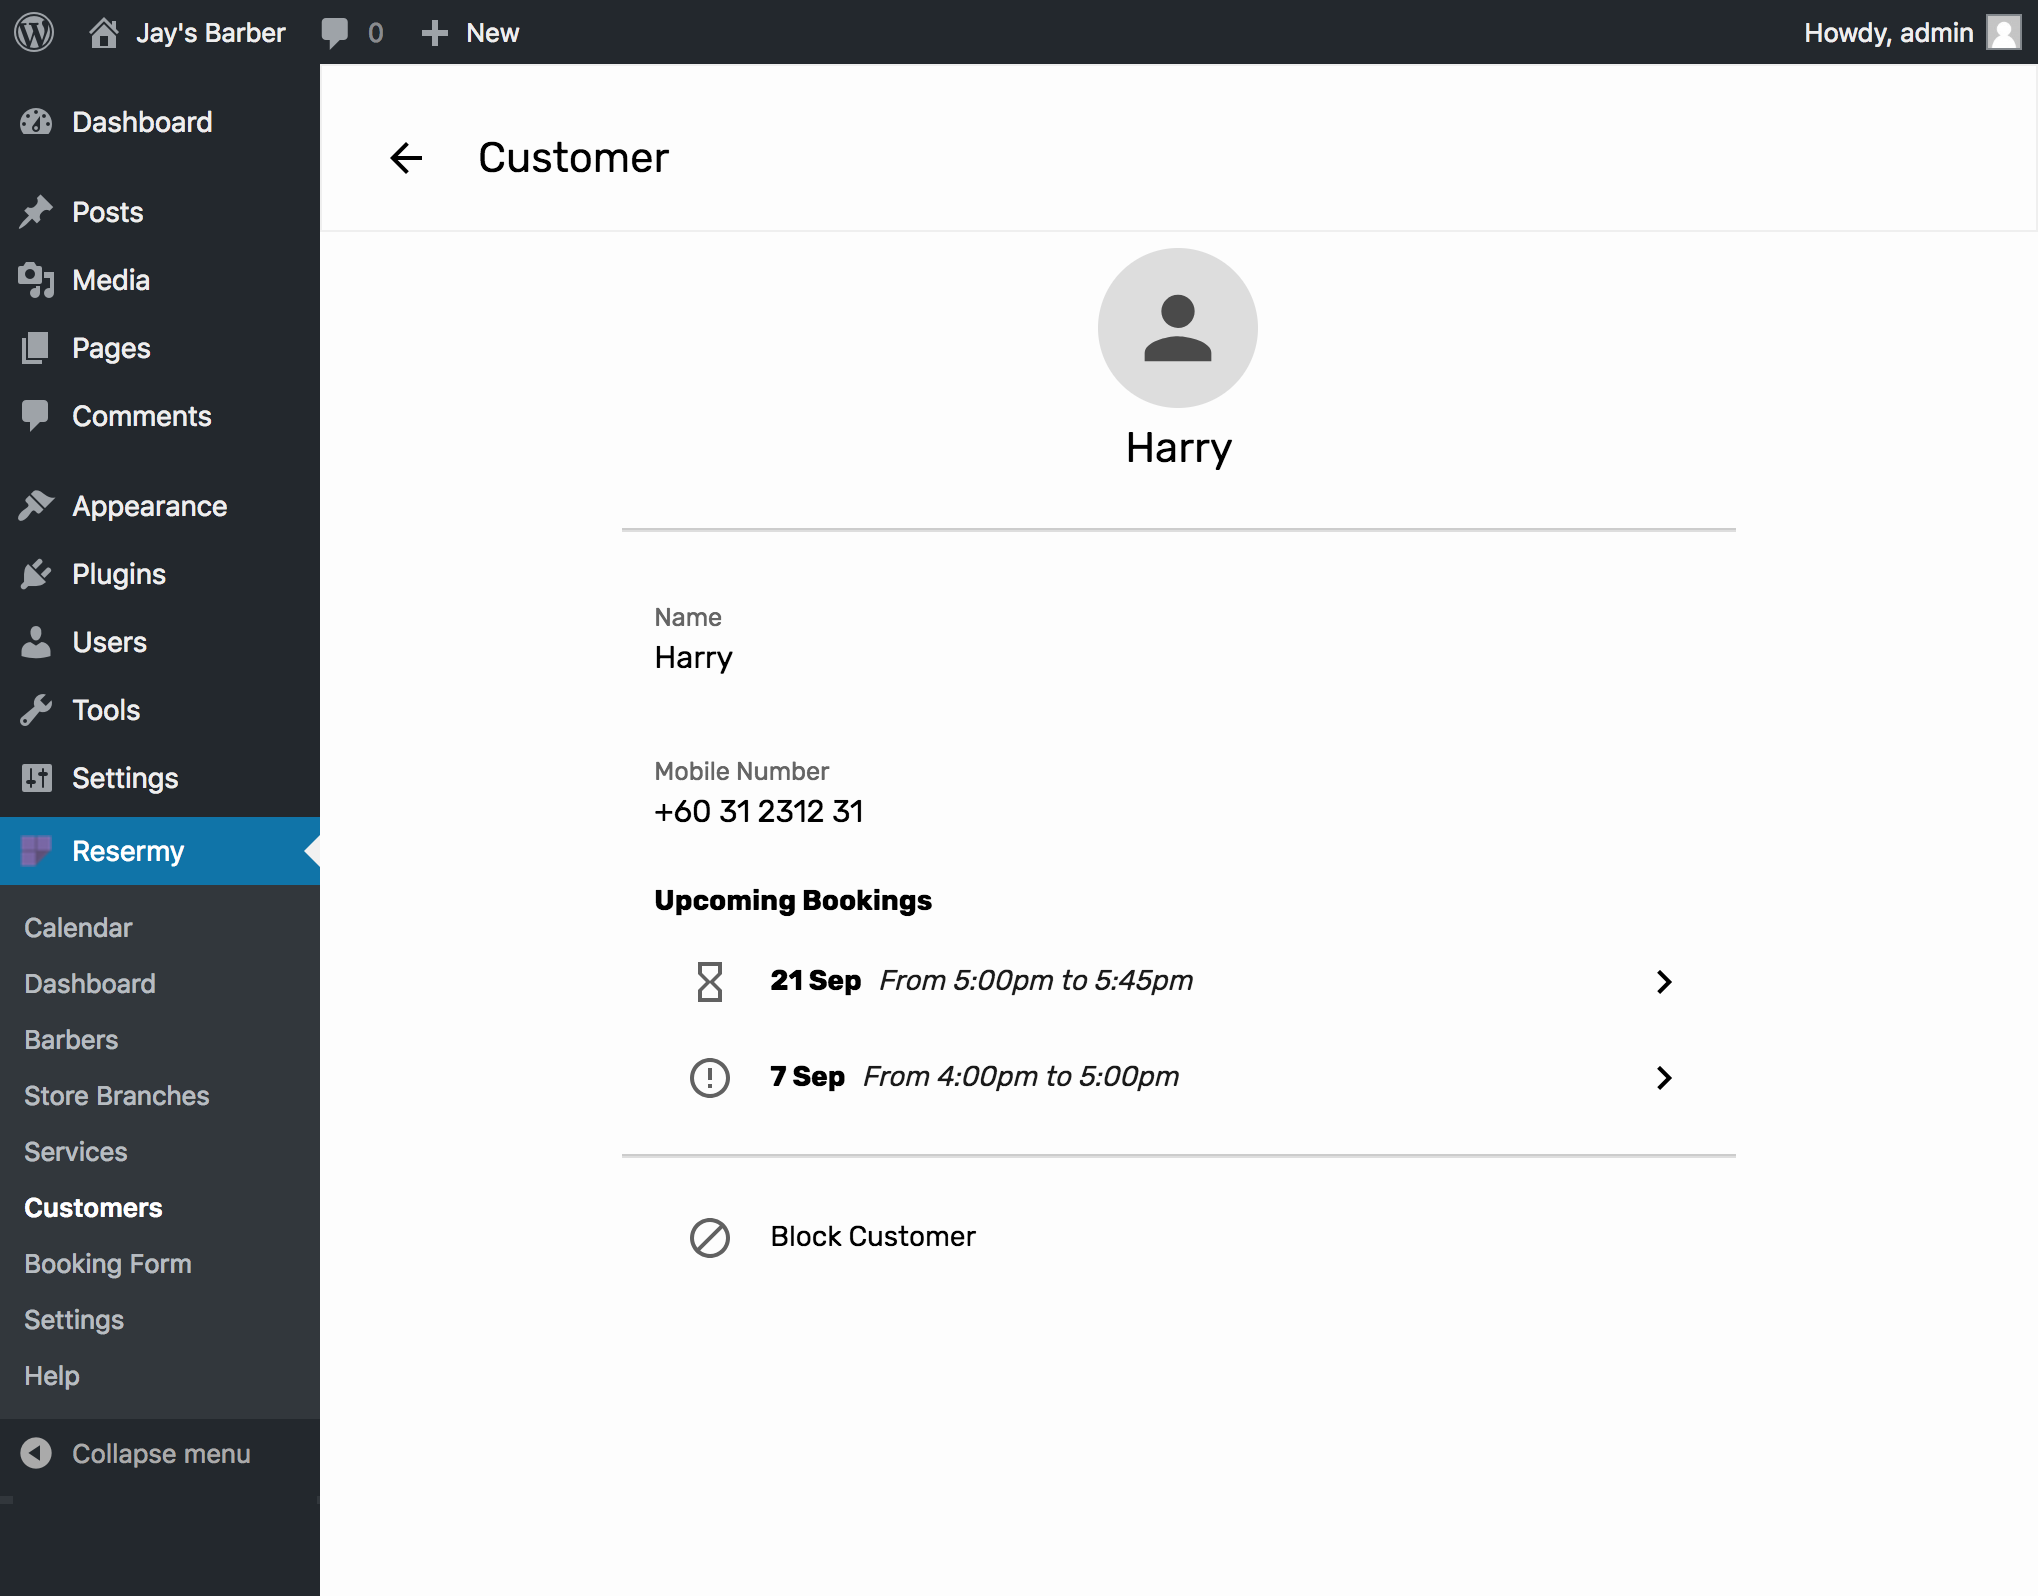 Jay's Barber 0 New Howdy, admin
Dashboard
Posts
Media
Pages
Comments
Appearance
Plugins
Users
Tools
Settings
Resermy
Calendar
Dashboard
Barbers
Store Branches
Services
Customers
Booking Form
Settings
Help
Collapse menu
Customer
Harry
Name
Harry
Mobile Number
+60 31 2312 31
Upcoming Bookings
21 Sep From 5:00pm to 5:45pm
7 Sep From 4:00pm to 5:00pm
Block Customer